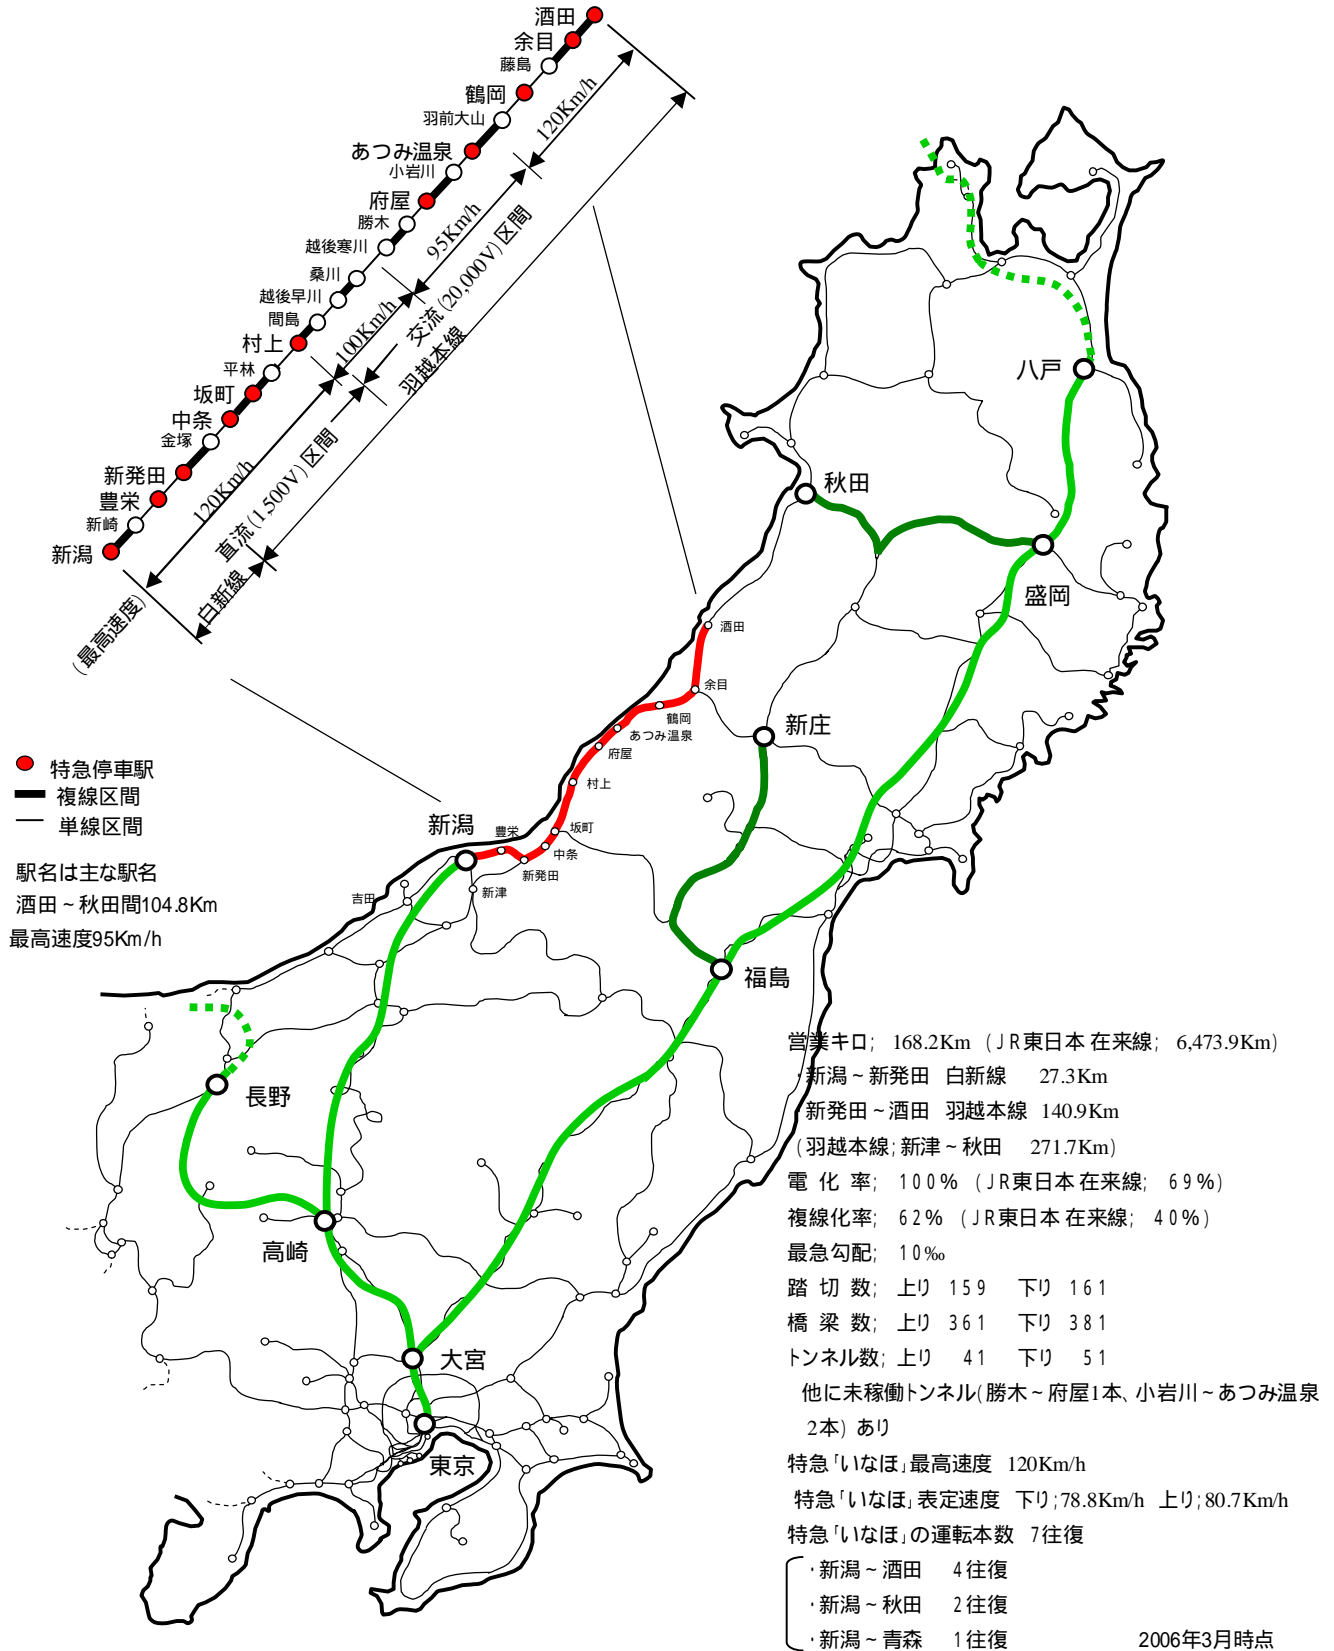 酒田
余目
藤島
鶴岡
羽前大山
あつみ温泉
小岩川
府屋
勝木
越後寒川
桑川
越後早川
間島
村上
平林
坂町
中条
金塚
新発田
豊栄
新崎
新潟
120Km/h
95Km/h
100Km/h
120Km/h
(最高速度)
交流(20,000V)区間
羽越本線
直流(1,500V)区間
白新線
特急停車駅
複線区間
単線区間
駅名は主な駅名
酒田~秋田間104.8Km
最高速度95Km/h
八戸
秋田
盛岡
酒田
余目
鶴岡
あつみ温泉
府屋
村上
新庄
坂町
中条
新発田
豊栄
新潟
新津
吉田
福島
長野
高崎
大宮
東京
営業キロ; 168.2Km (JR東日本 在来線; 6,473.9Km)
・新潟~新発田 白新線 27.3Km
・新発田~酒田 羽越本線 140.9Km
(羽越本線;新津~秋田 271.7Km)
電 化 率; 100% (JR東日本 在来線; 69%)
複線化率; 62% (JR東日本 在来線; 40%)
最急勾配; 10‰
踏 切 数; 上り 159 下り 161
橋 梁 数; 上り 361 下り 381
トンネル数; 上り 41 下り 51
他に未稼働トンネル(勝木~府屋1本、小岩川~あつみ温泉
2本) あり
特急「いなほ」最高速度 120Km/h
特急「いなほ」表定速度 下り;78.8Km/h 上り;80.7Km/h
特急「いなほ」の運転本数 7往復
・新潟~酒田 4往復
・新潟~秋田 2往復
・新潟~青森 1往復
2006年3月時点